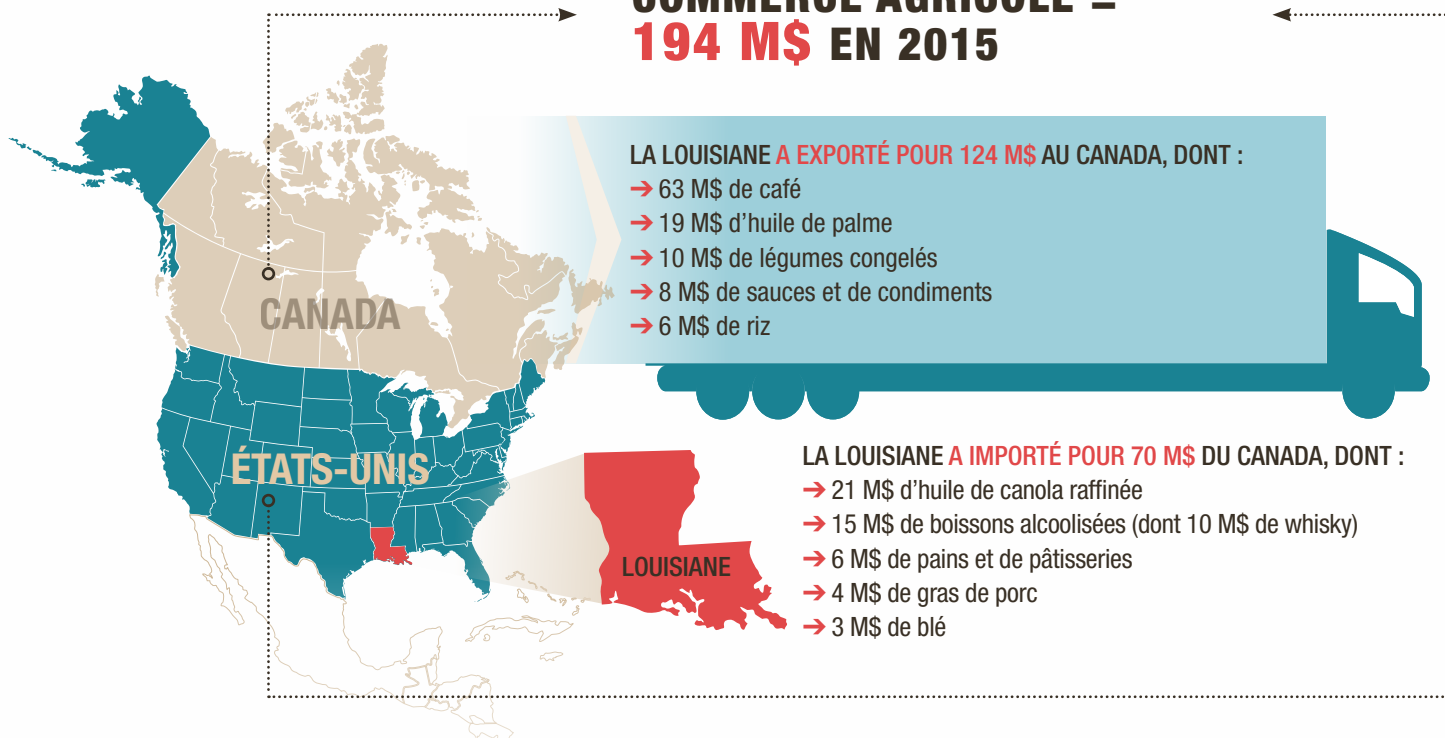 COMMERCE AGRICOLE =
194 M$ EN 2015
LA LOUISIANE A EXPORTÉ POUR 124 M$ AU CANADA, DONT :
→ 63 M$ de café
→ 19 M$ d’huile de palme
→ 10 M$ de légumes congelés
→ 8 M$ de sauces et de condiments
→ 6 M$ de riz
CANADA
ÉTATS-UNIS
LOUISIANE
LA LOUISIANE A IMPORTÉ POUR 70 M$ DU CANADA, DONT :
→ 21 M$ d’huile de canola raffinée
→ 15 M$ de boissons alcoolisées (dont 10 M$ de whisky)
→ 6 M$ de pains et de pâtisseries
→ 4 M$ de gras de porc
→ 3 M$ de blé